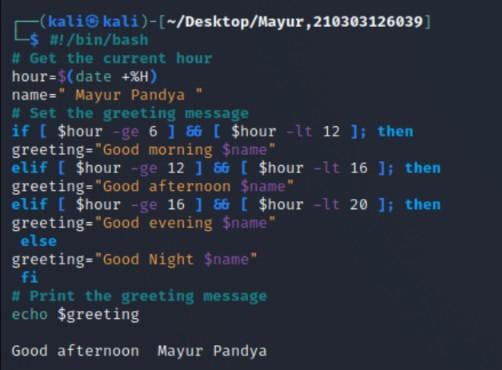 ┌──(kali㉿kali)-[~/Desktop/Mayur,210303126039]
└─$ #!/bin/bash
# Get the current hour
hour=$(date +%H)
name=" Mayur Pandya "
# Set the greeting message
if [ $hour -ge 6 ] && [ $hour -lt 12 ]; then
greeting="Good morning $name"
elif [ $hour -ge 12 ] && [ $hour -lt 16 ]; then
greeting="Good afternoon $name"
elif [ $hour -ge 16 ] && [ $hour -lt 20 ]; then
greeting="Good evening $name"
 else
greeting="Good Night $name"
 fi
# Print the greeting message
echo $greeting

Good afternoon  Mayur Pandya